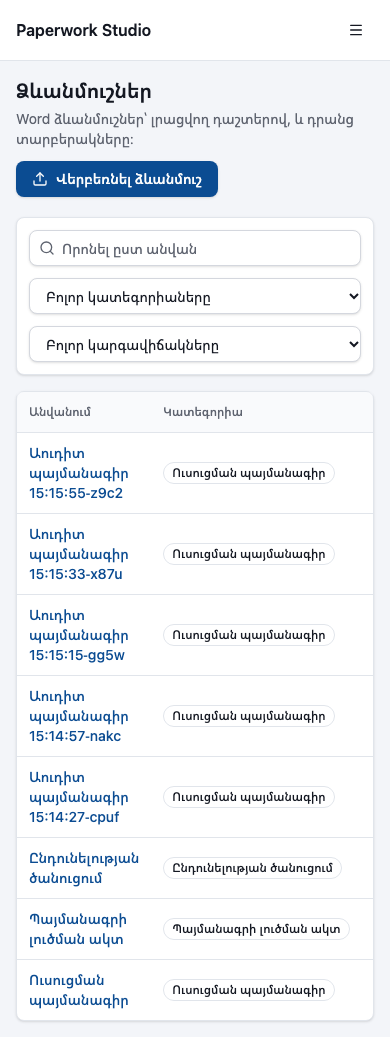 Paperwork Studio
Ձևանմուշներ
Word ձևանմուշներ՝ լրացվող դաշտերով, և դրանց
տարբերակները։
Վերբեռնել ձևանմուշ
Որոնել ըստ անվան
Բոլոր կատեգորիաները
Բոլոր կարգավիճակները
Անվանում Կատեգորիա
Աուդիտ
պայմանագիր
15:15:55-z9c2
Ուսուցման պայմանագիր
Աուդիտ
պայմանագիր
15:15:33-x87u
Ուսուցման պայմանագիր
Աուդիտ
պայմանագիր
15:15:15-gg5w
Ուսուցման պայմանագիր
Աուդիտ
պայմանագիր
15:14:57-nakc
Ուսուցման պայմանագիր
Աուդիտ
պայմանագիր
15:14:27-cpuf
Ուսուցման պայմանագիր
Ընդունելության
ծանուցում
Ընդունելության ծանուցում
Պայմանագրի
լուծման ակտ
Պայմանագրի լուծման ակտ
Ուսուցման
պայմանագիր
Ուսուցման պայմանագիր